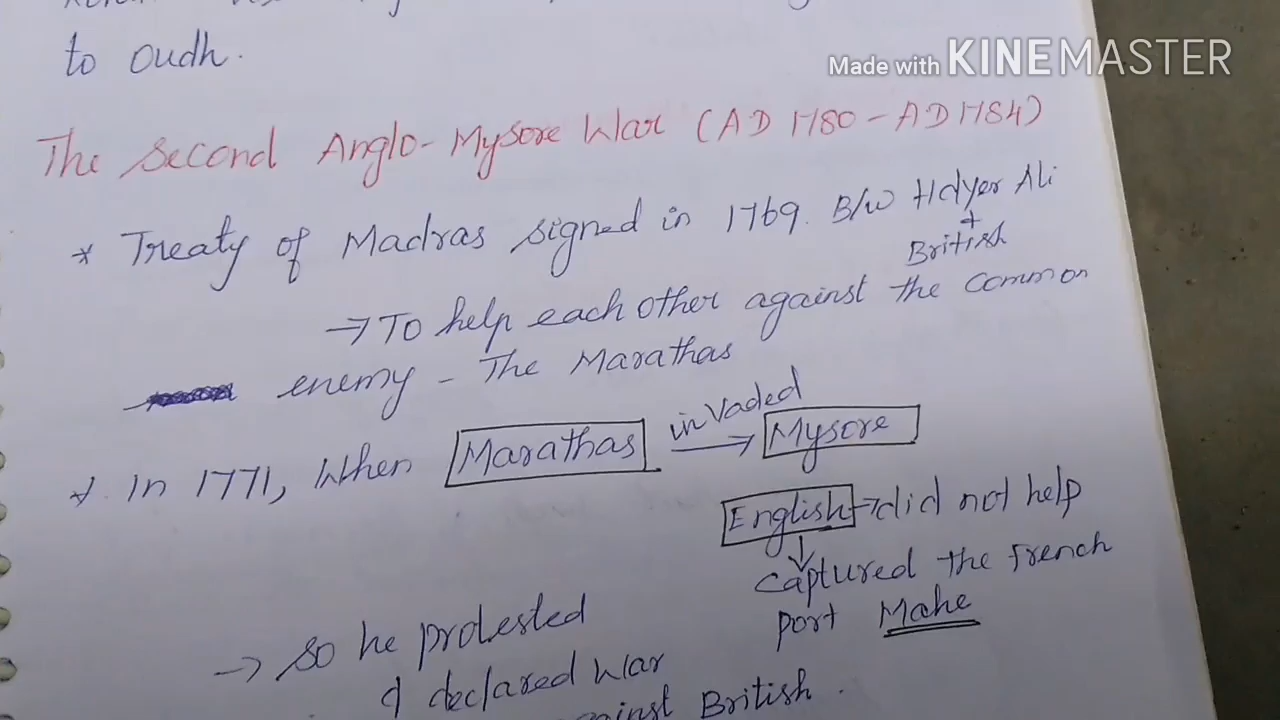 to Oudh.
Made with KINEMASTER
The Second Anglo-Mysore War (AD 1780 - AD 1784)
* Treaty of Madras signed in 1769. B/W Hdyer Ali
+
British
→ To help each other against the common
enemy - The Marathas
* In 1771, When Marathas invaded → Mysore
English → did not help
↓
Captured the French
port Mahe
→ So he protested
& declared war
British.